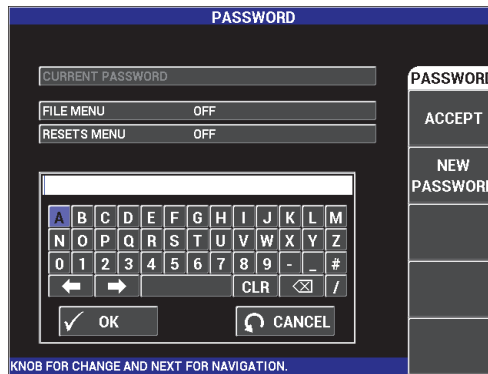 PASSWORD
CURRENT PASSWORD
FILE MENU OFF
RESETS MENU OFF
A B C D E F G H I J K L M
N O P Q R S T U V W X Y Z
0 1 2 3 4 5 6 7 8 9 - _ #
CLR /
OK CANCEL
PASSWORD
ACCEPT
NEW
PASSWORD
KNOB FOR CHANGE AND NEXT FOR NAVIGATION.